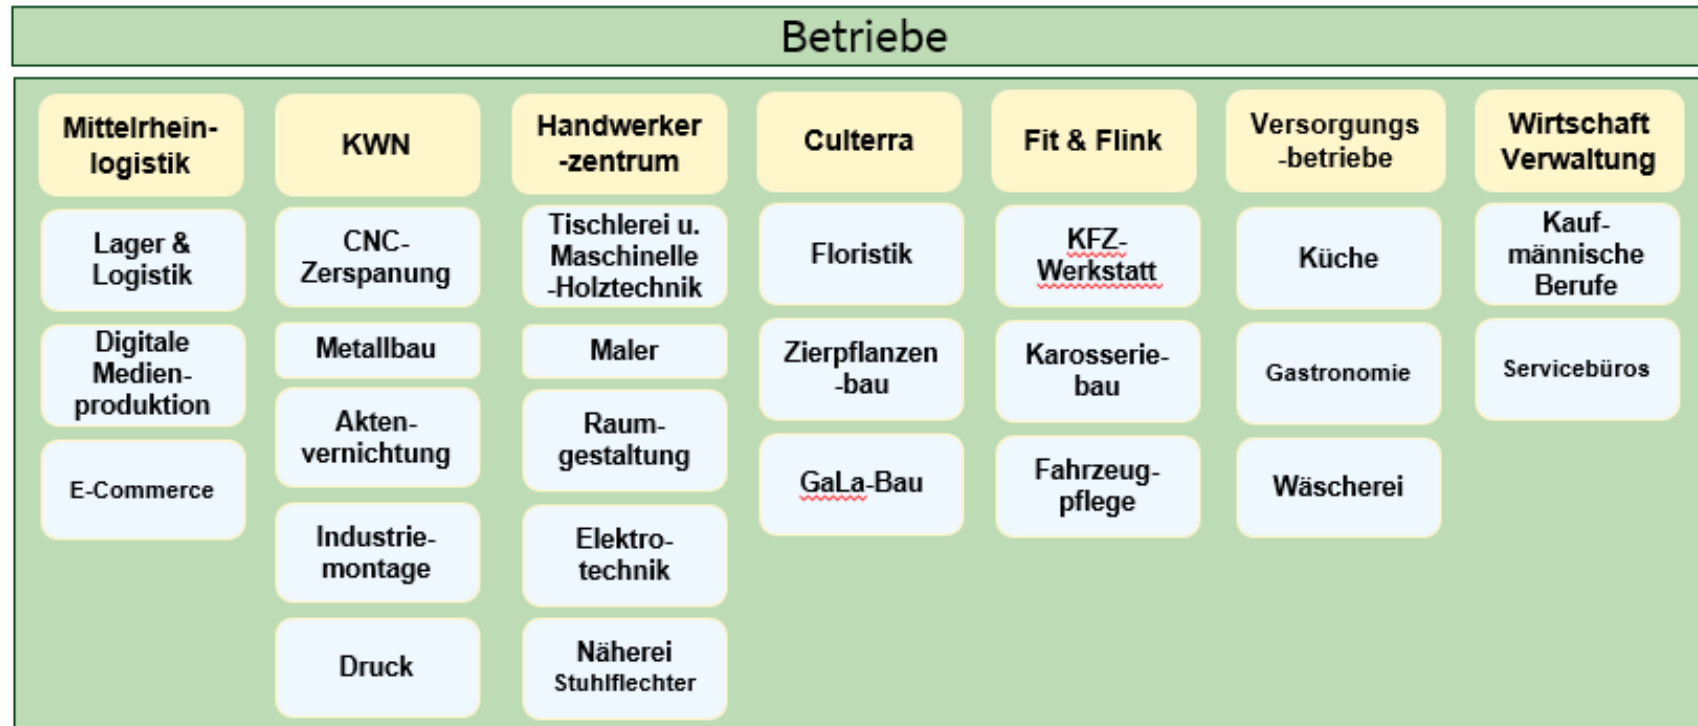 Betriebe
Mittelrhein-
logistik
Lager &
Logistik
Digitale
Medien-
produktion
E-Commerce
KWN
CNC-
Zerspanung
Metallbau
Akten-
vernichtung
Industrie-
montage
Druck
Handwerker
-zentrum
Tischlerei u.
Maschinelle
-Holztechnik
Maler
Raum-
gestaltung
Elektro-
technik
Näherei
Stuhlflechter
Culterra
Floristik
Zierpflanzen
-bau
GaLa-Bau
Fit & Flink
KFZ-
Werkstatt
Karosserie-
bau
Fahrzeug-
pflege
Versorgungs
-betriebe
Küche
Gastronomie
Wäscherei
Wirtschaft
Verwaltung
Kauf-
männische
Berufe
Servicebüros